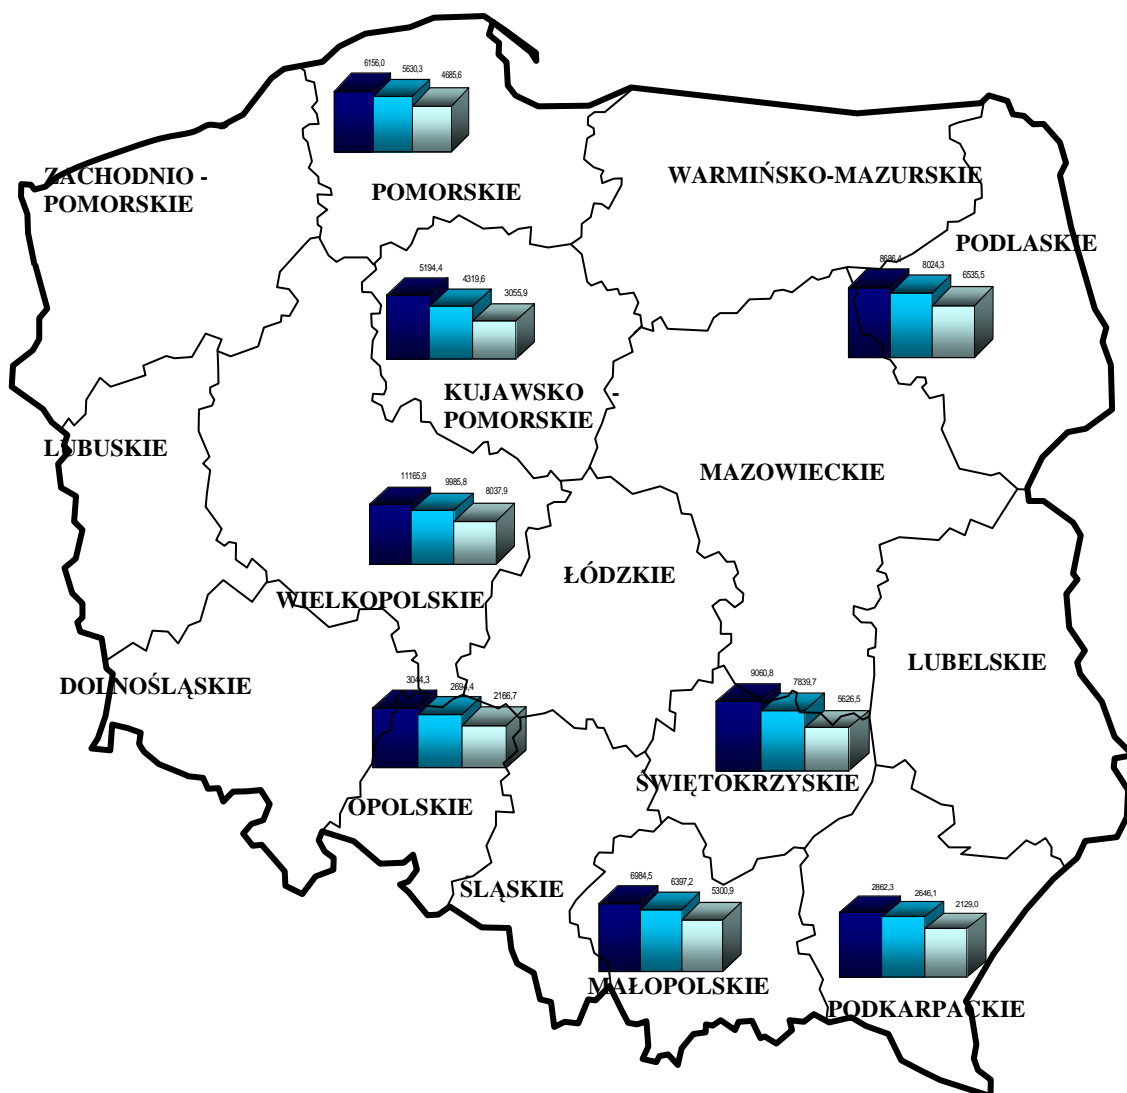 6156,0
5630,3
4685,6
ZACHODNIO -
POMORSKIE
POMORSKIE
WARMIŃSKO-MAZURSKIE
PODLASKIE
8686,4
8024,3
6535,5
5194,4
4319,6
3055,9
KUJAWSKO -
POMORSKIE
LUBUSKIE
MAZOWIECKIE
11165,9
9985,8
8037,9
WIELKOPOLSKIE
ŁÓDZKIE
LUBELSKIE
DOLNOŚLĄSKIE
3044,3
2694,4
2166,7
OPOLSKIE
9060,8
7839,7
5626,5
ŚWIĘTOKRZYSKIE
ŚLĄSKIE
6984,5
6397,2
5300,9
MAŁOPOLSKIE
2862,3
2646,1
2129,0
PODKARPACKIE